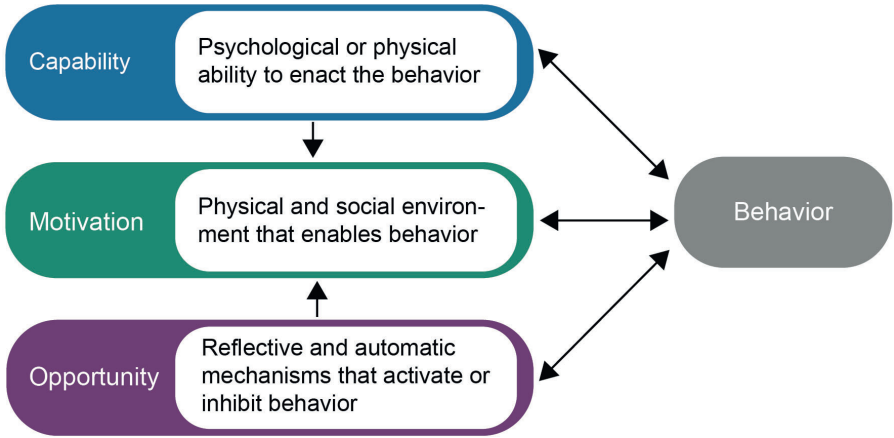 Capability
Psychological or physical
ability to enact the behavior
Motivation
Physical and social environ-
ment that enables behavior
Behavior
Opportunity
Reflective and automatic
mechanisms that activate or
inhibit behavior